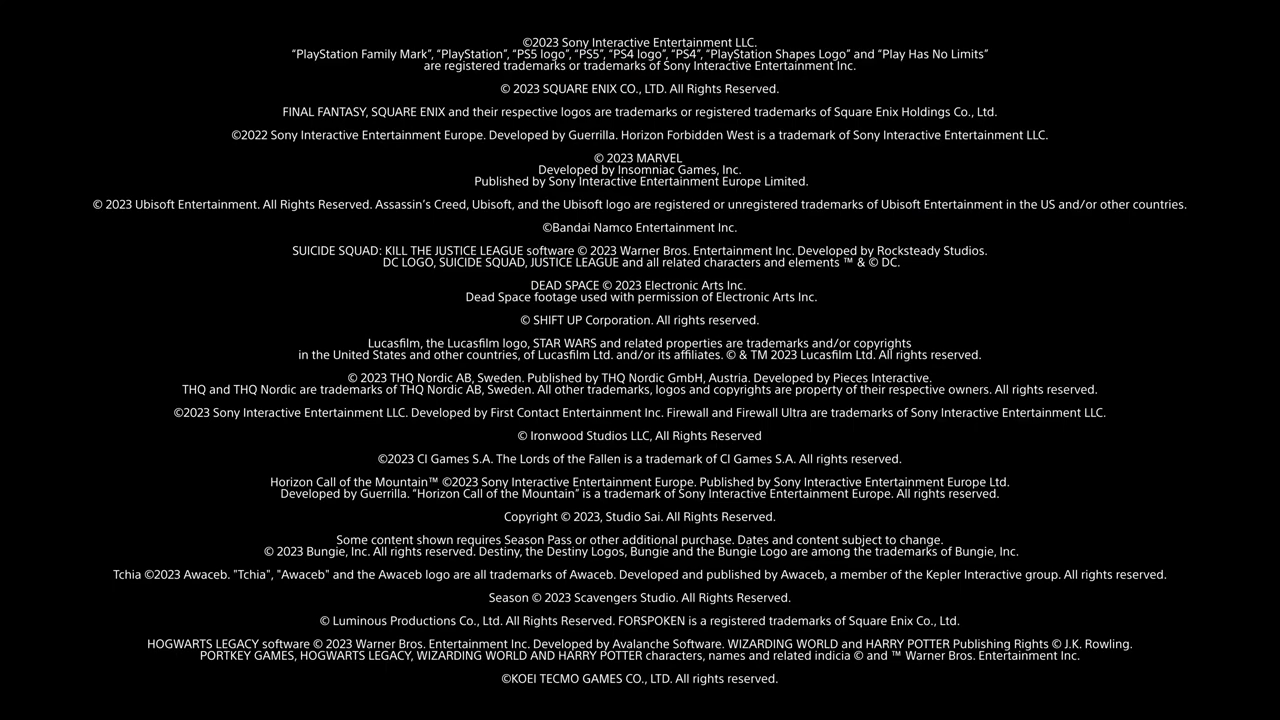 ©2023 Sony Interactive Entertainment LLC.
“PlayStation Family Mark”, “PlayStation”, “PS5 logo”, “PS5”, “PS4 logo”, “PS4”, “PlayStation Shapes Logo” and “Play Has No Limits”
are registered trademarks or trademarks of Sony Interactive Entertainment Inc.
© 2023 SQUARE ENIX CO., LTD. All Rights Reserved.
FINAL FANTASY, SQUARE ENIX and their respective logos are trademarks or registered trademarks of Square Enix Holdings Co., Ltd.
©2022 Sony Interactive Entertainment Europe. Developed by Guerrilla. Horizon Forbidden West is a trademark of Sony Interactive Entertainment LLC.
© 2023 MARVEL
Developed by Insomniac Games, Inc.
Published by Sony Interactive Entertainment Europe Limited.
© 2023 Ubisoft Entertainment. All Rights Reserved. Assassin’s Creed, Ubisoft, and the Ubisoft logo are registered or unregistered trademarks of Ubisoft Entertainment in the US and/or other countries.
©Bandai Namco Entertainment Inc.
SUICIDE SQUAD: KILL THE JUSTICE LEAGUE software © 2023 Warner Bros. Entertainment Inc. Developed by Rocksteady Studios.
DC LOGO, SUICIDE SQUAD, JUSTICE LEAGUE and all related characters and elements ™ & © DC.
DEAD SPACE © 2023 Electronic Arts Inc.
Dead Space footage used with permission of Electronic Arts Inc.
© SHIFT UP Corporation. All rights reserved.
Lucasfilm, the Lucasfilm logo, STAR WARS and related properties are trademarks and/or copyrights
in the United States and other countries, of Lucasfilm Ltd. and/or its affiliates. © & TM 2023 Lucasfilm Ltd. All rights reserved.
© 2023 THQ Nordic AB, Sweden. Published by THQ Nordic GmbH, Austria. Developed by Pieces Interactive.
THQ and THQ Nordic are trademarks of THQ Nordic AB, Sweden. All other trademarks, logos and copyrights are property of their respective owners. All rights reserved.
©2023 Sony Interactive Entertainment LLC. Developed by First Contact Entertainment Inc. Firewall and Firewall Ultra are trademarks of Sony Interactive Entertainment LLC.
© Ironwood Studios LLC, All Rights Reserved
©2023 CI Games S.A. The Lords of the Fallen is a trademark of CI Games S.A. All rights reserved.
Horizon Call of the Mountain™ ©2023 Sony Interactive Entertainment Europe. Published by Sony Interactive Entertainment Europe Ltd.
Developed by Guerrilla. “Horizon Call of the Mountain” is a trademark of Sony Interactive Entertainment Europe. All rights reserved.
Copyright © 2023, Studio Sai. All Rights Reserved.
Some content shown requires Season Pass or other additional purchase. Dates and content subject to change.
© 2023 Bungie, Inc. All rights reserved. Destiny, the Destiny Logos, Bungie and the Bungie Logo are among the trademarks of Bungie, Inc.
Tchia ©2023 Awaceb. "Tchia", "Awaceb" and the Awaceb logo are all trademarks of Awaceb. Developed and published by Awaceb, a member of the Kepler Interactive group. All rights reserved.
Season © 2023 Scavengers Studio. All Rights Reserved.
© Luminous Productions Co., Ltd. All Rights Reserved. FORSPOKEN is a registered trademarks of Square Enix Co., Ltd.
HOGWARTS LEGACY software © 2023 Warner Bros. Entertainment Inc. Developed by Avalanche Software. WIZARDING WORLD and HARRY POTTER Publishing Rights © J.K. Rowling.
PORTKEY GAMES, HOGWARTS LEGACY, WIZARDING WORLD AND HARRY POTTER characters, names and related indicia © and ™ Warner Bros. Entertainment Inc.
©KOEI TECMO GAMES CO., LTD. All rights reserved.